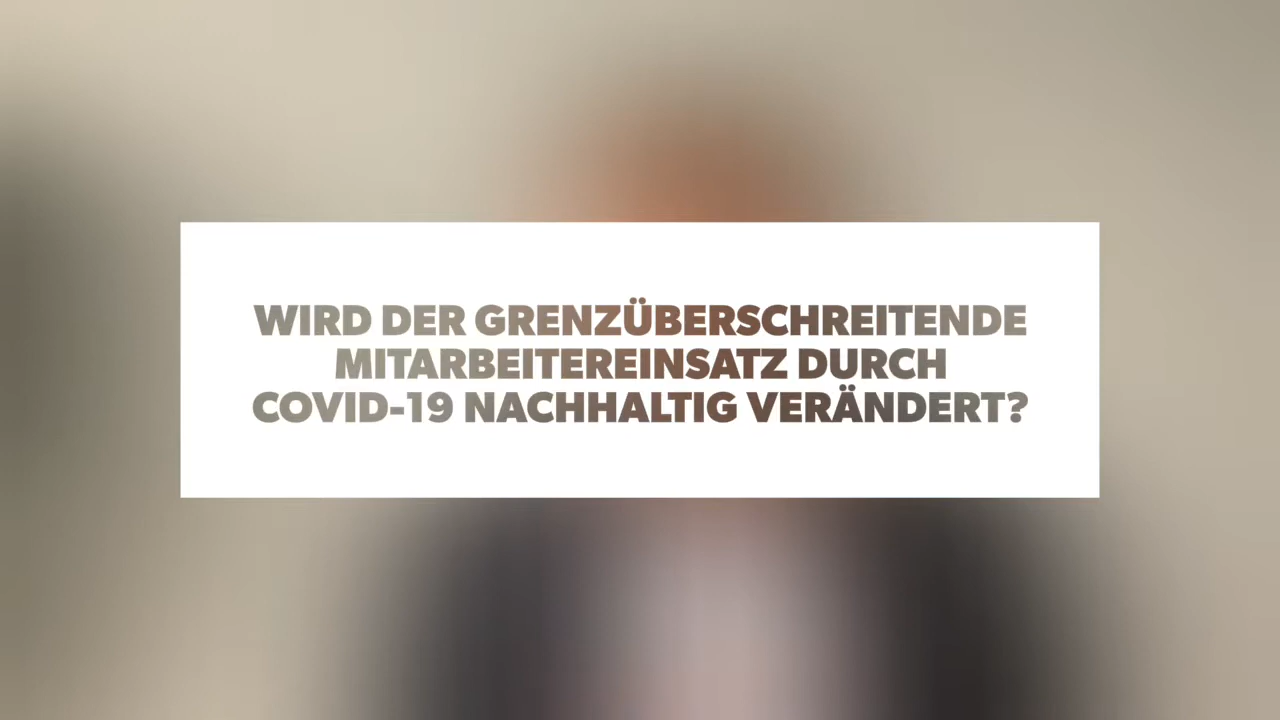 WIRD DER GRENZÜBERSCHREITENDE
MITARBEITEREINSATZ DURCH
COVID-19 NACHHALTIG VERÄNDERT?